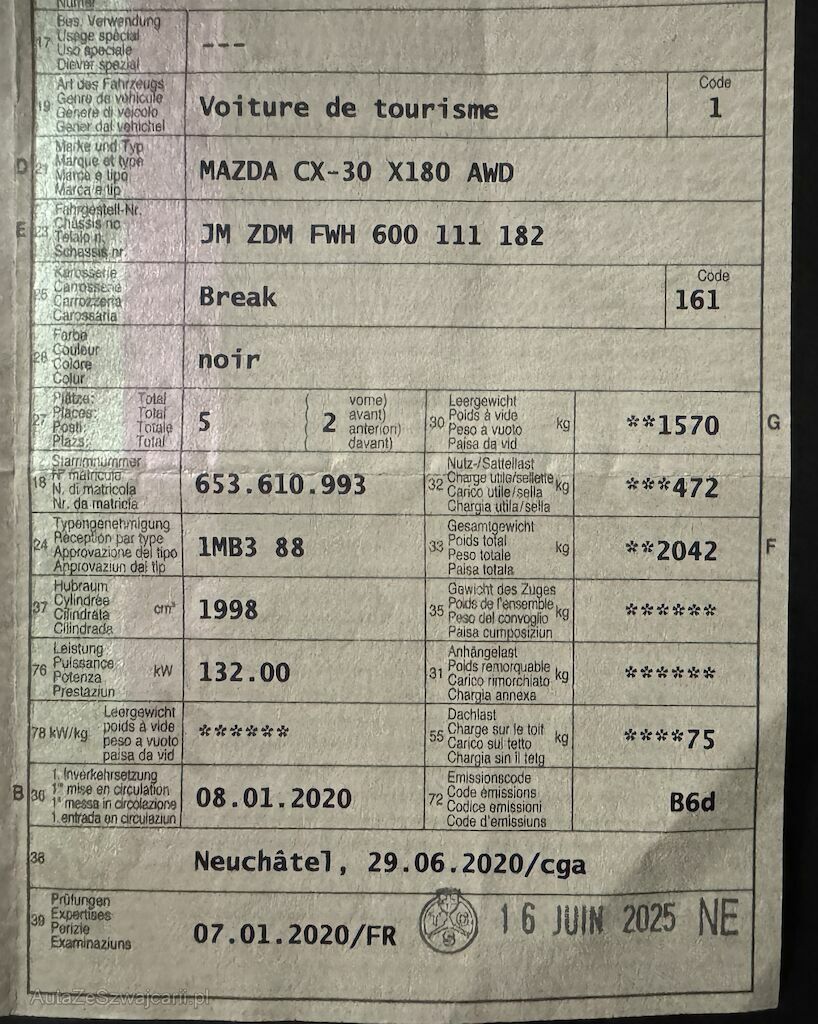 Numer
17 Bes. Verwendung
Usage spécial
Uso speciale
Diever spezial
---
19 Art des Fahrzeugs
Genre de véhicule
Genere di veicolo
Gener dal vehichel
Voiture de tourisme
Code
1
D 21 Marke und Typ
Marque et type
Marca e tipo
Marca e tip
MAZDA CX-30 X180 AWD
E 23 Fahrgestell-Nr.
Châssis no
Telaio n.
Schassis nr.
JM ZDM FWH 600 111 182
25 Karosserie
Carrosserie
Carrozzeria
Carossaria
Break
Code
161
26 Farbe
Couleur
Colore
Colur
noir
27 Plätze: Total
Places: Total
Posti: Totale
Plazs: Total
5
( 2 vorne)
avant)
anteriori)
davant)
30 Leergewicht
Poids à vide kg
Peso a vuoto
Paisa da vid
**1570 G
18 Stammnummer
N° matricule
N. di matricola
Nr. da matricla
653.610.993
32 Nutz-/Sattellast
Charge utile/sellette kg
Carico utile/sella
Chargia utila/sella
***472
24 Typengenehmigung
Réception par type
Approvazione del tipo
Approvaziun dal tip
1MB3 88
33 Gesamtgewicht
Poids total kg
Peso totale
Paisa totala
**2042 F
37 Hubraum
Cylindrée cm³
Cilindrata
Cilindrada
1998
35 Gewicht des Zuges
Poids de l'ensemble kg
Peso del convoglio
Paisa cumposiziun
******
76 Leistung
Puissance kW
Potenza
Prestaziun
132.00
31 Anhängelast
Poids remorquable kg
Carico rimorchiato
Chargia annexa
******
78 kW/kg Leergewicht
poids à vide
peso a vuoto
paisa da vid
******
55 Dachlast
Charge sur le toit kg
Carico sul tetto
Chargia sin il tetg
****75
B 36 1. Inverkehrsetzung
1re mise en circulation
1a messa in circolazione
1. entrada en circulaziun
08.01.2020
72 Emissionscode
Code émissions
Codice emissioni
Code d'emissiuns
B6d
38 Neuchâtel, 29.06.2020/cga
39 Prüfungen
Expertises
Perizie
Examinaziuns
07.01.2020/FR
16 JUIN 2025 NE
AutaZeSzwajcarii.pl